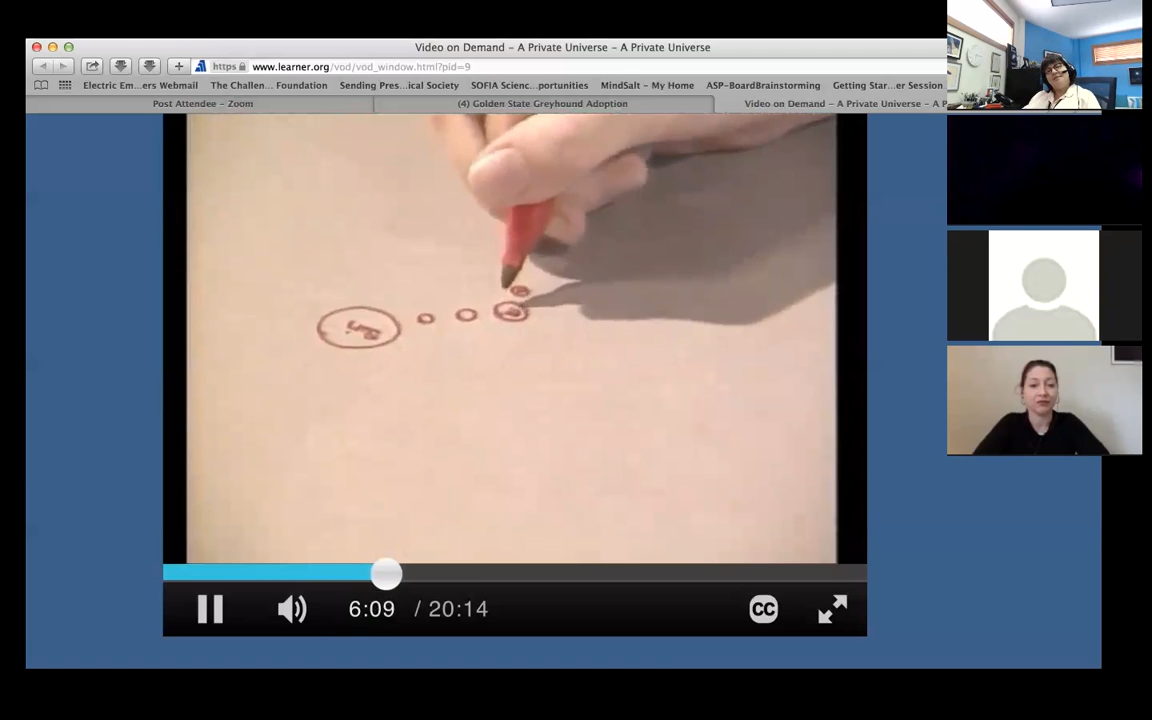 Video on Demand – A Private Universe – A Private Universe
https www.learner.org/vod/vod_window.html?pid=9
Electric Em...ers Webmail The Challen... Foundation Sending Pres...ical Society SOFIA Scienc...portunities MindSalt – My Home ASP-BoardBrainstorming Getting Star...er Session
Post Attendee – Zoom (4) Golden State Greyhound Adoption Video on Demand – A Private Universe – A P
6:09 / 20:14
CC